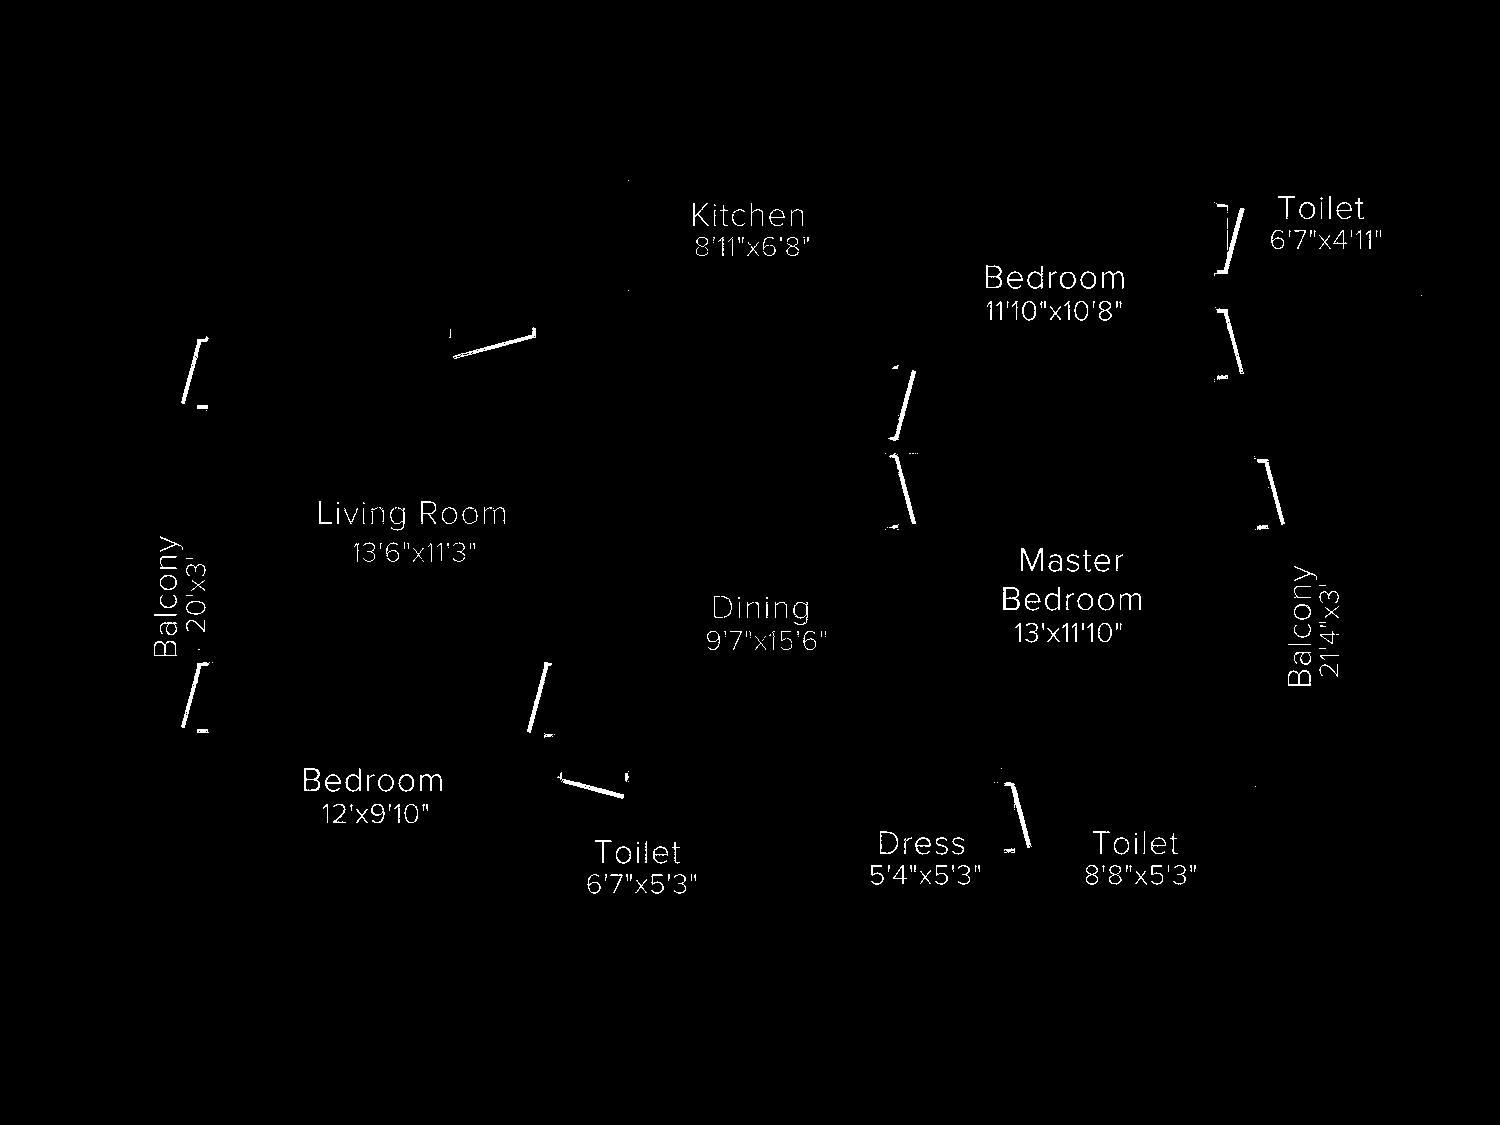 Kitchen
8'11"x6'8"
Toilet
6'7"x4'11"
Bedroom
11'10"x10'8"
Living Room
13'6"x11'3"
Balcony
20'x3'
Master
Bedroom
13'x11'10"
Dining
9'7"x15'6"
Balcony
21'4"x3'
Bedroom
12'x9'10"
Toilet
6'7"x5'3"
Dress
5'4"x5'3"
Toilet
8'8"x5'3"